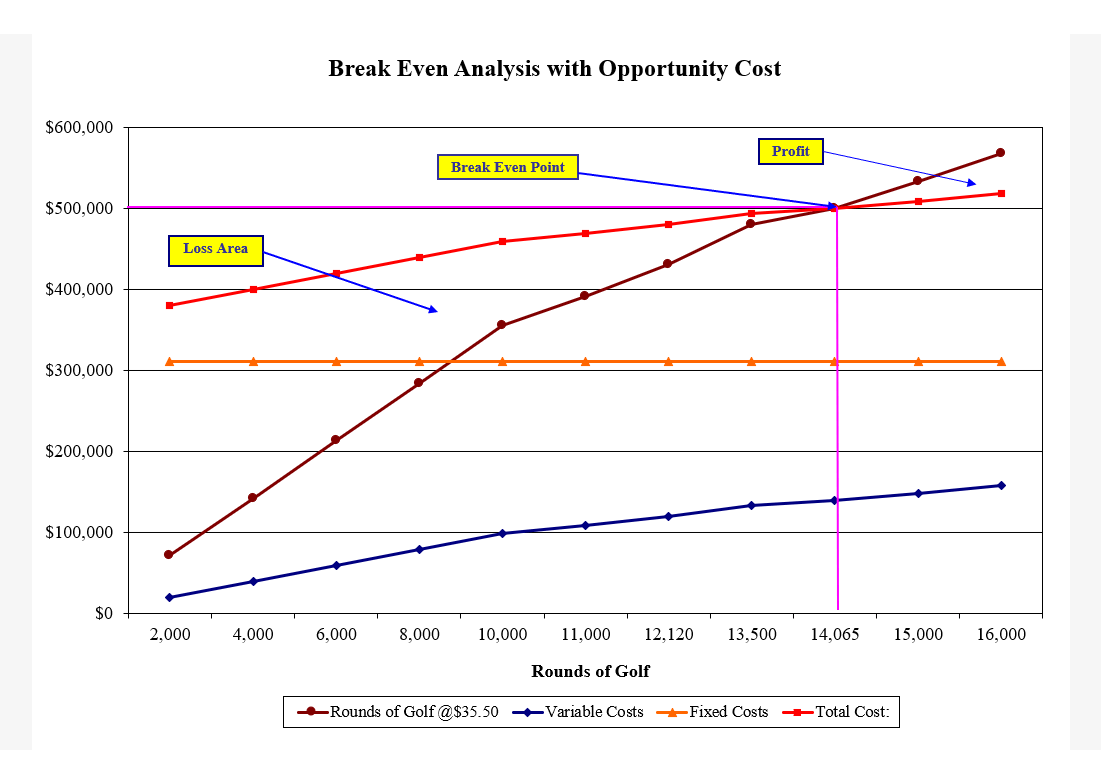 Break Even Analysis with Opportunity Cost
$600,000
Profit
Break Even Point
$500,000
Loss Area
$400,000
$300,000
$200,000
$100,000
$0
2,000 4,000 6,000 8,000 10,000 11,000 12,120 13,500 14,065 15,000 16,000
Rounds of Golf
Rounds of Golf @$35.50 Variable Costs Fixed Costs Total Cost: